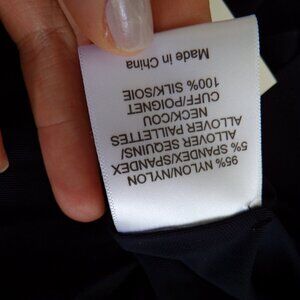 95% NYLON/NYLON
5% SPANDEX/SPANDEX
ALLOVER SEQUINS/
ALLOVER PAILLETTES
NECK/COU
CUFF/POIGNET
100% SILK/SOIE
Made in China